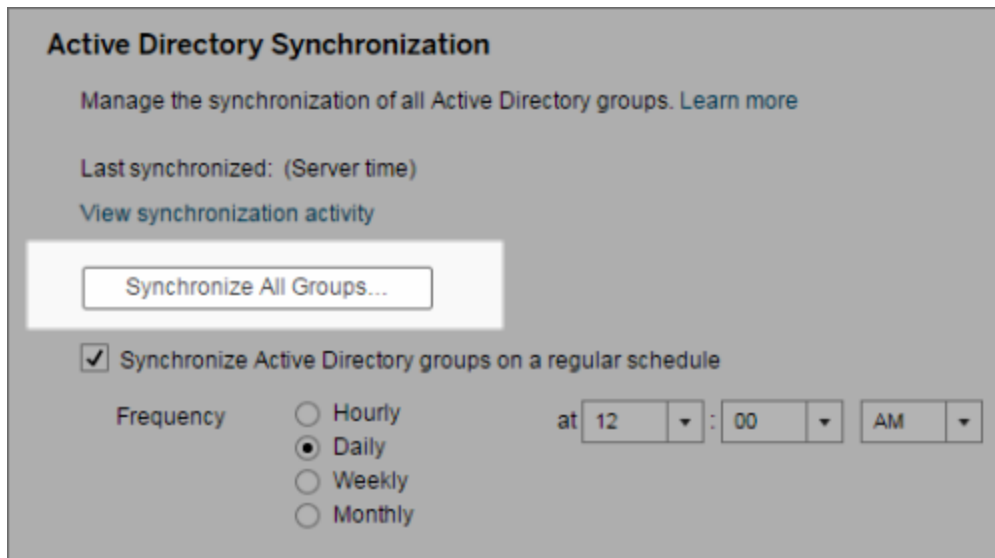 Active Directory Synchronization
Manage the synchronization of all Active Directory groups. Learn more
Last synchronized: (Server time)
View synchronization activity
Synchronize All Groups...
Synchronize Active Directory groups on a regular schedule
Frequency Hourly at 12 : 00 AM
Daily
Weekly
Monthly